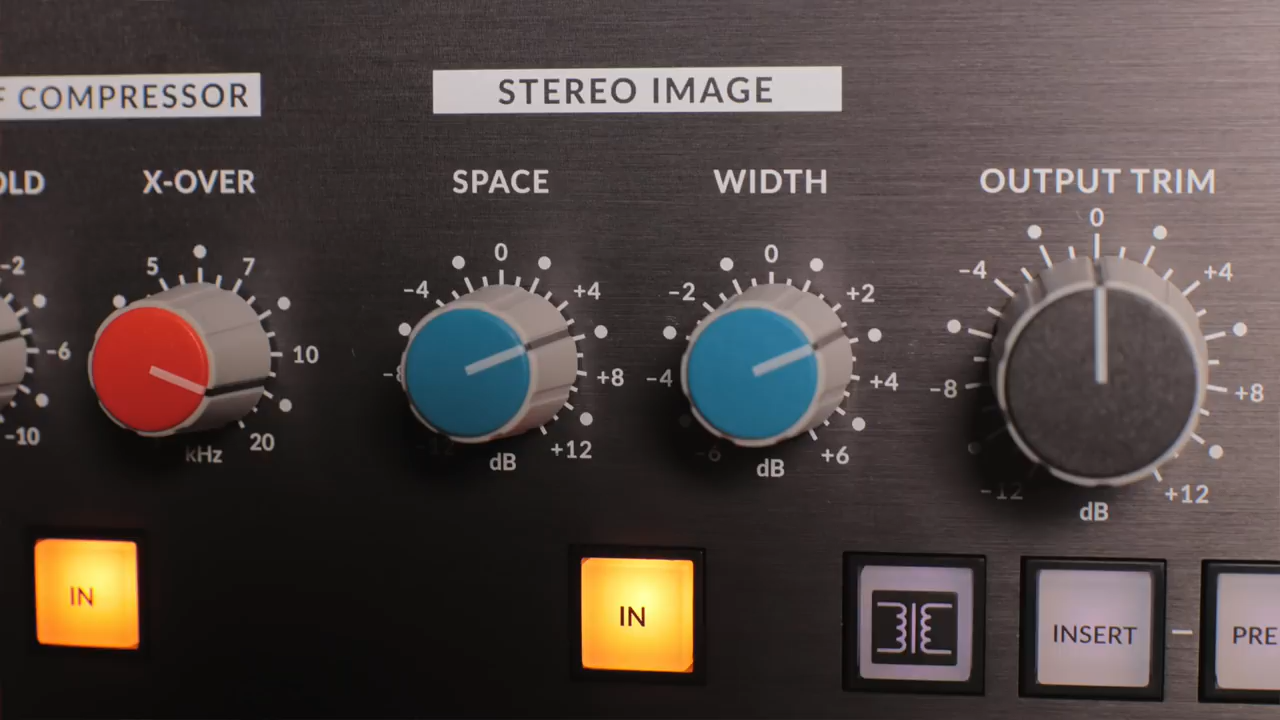 F COMPRESSOR
STEREO IMAGE
OLD
X-OVER
SPACE
WIDTH
OUTPUT TRIM
-2
-6
-10
5
7
10
20
kHz
-4
0
+4
-8
+8
-12
+12
dB
-2
0
+2
-4
+4
-6
+6
dB
-4
0
+4
-8
+8
-12
+12
dB
IN
IN
INSERT
PRE